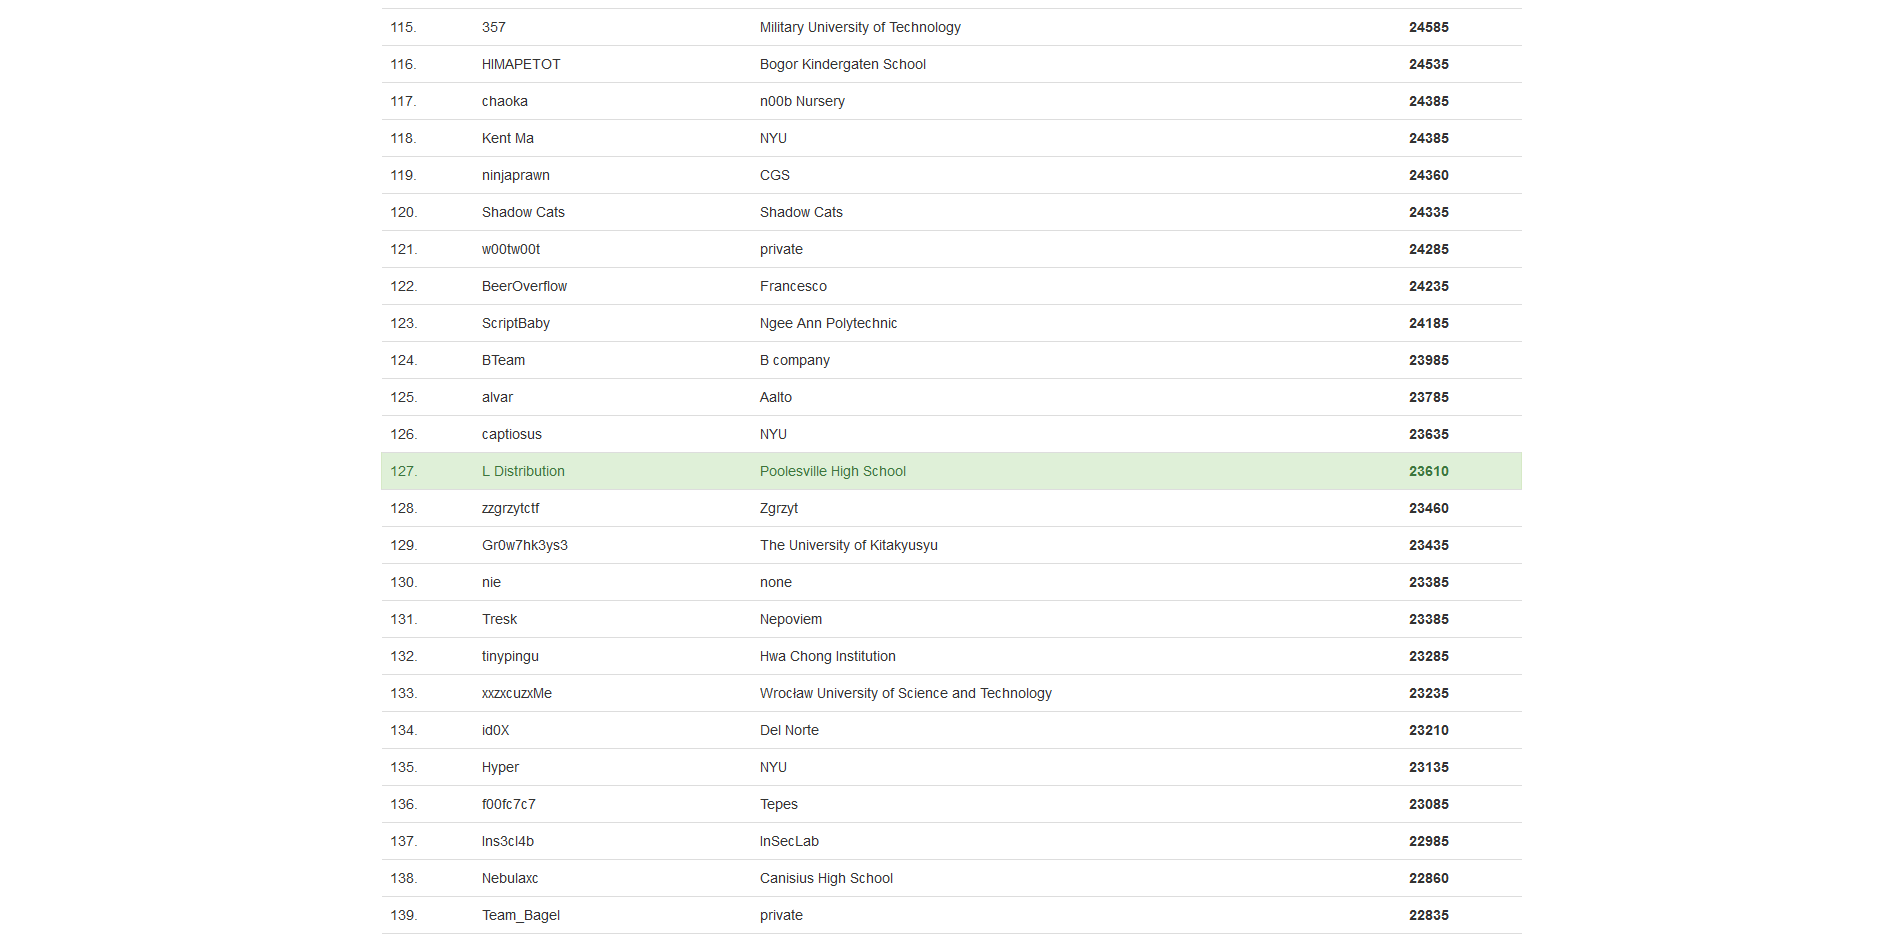 115. 357 Military University of Technology 24585
116. HIMAPETOT Bogor Kindergaten School 24535
117. chaoka n00b Nursery 24385
118. Kent Ma NYU 24385
119. ninjaprawn CGS 24360
120. Shadow Cats Shadow Cats 24335
121. w00tw00t private 24285
122. BeerOverflow Francesco 24235
123. ScriptBaby Ngee Ann Polytechnic 24185
124. BTeam B company 23985
125. alvar Aalto 23785
126. captiosus NYU 23635
127. L Distribution Poolesville High School 23610
128. zzgrzytctf Zgrzyt 23460
129. Gr0w7hk3ys3 The University of Kitakyusyu 23435
130. nie none 23385
131. Tresk Nepoviem 23385
132. tinypingu Hwa Chong Institution 23285
133. xxzxcuzxMe Wrocław University of Science and Technology 23235
134. id0X Del Norte 23210
135. Hyper NYU 23135
136. f00fc7c7 Tepes 23085
137. Ins3cl4b InSecLab 22985
138. Nebulaxc Canisius High School 22860
139. Team_Bagel private 22835